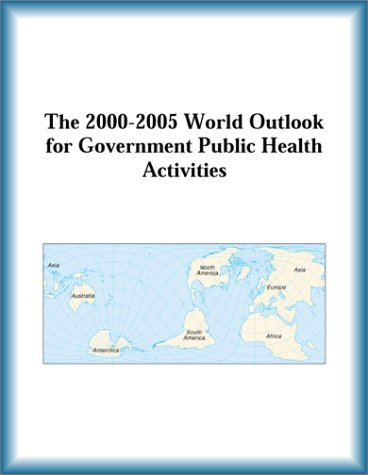 The 2000-2005 World Outlook
for Government Public Health
Activities
Asia
North
America
Asia
Australia
Europe
South
America
Africa
Antarctica